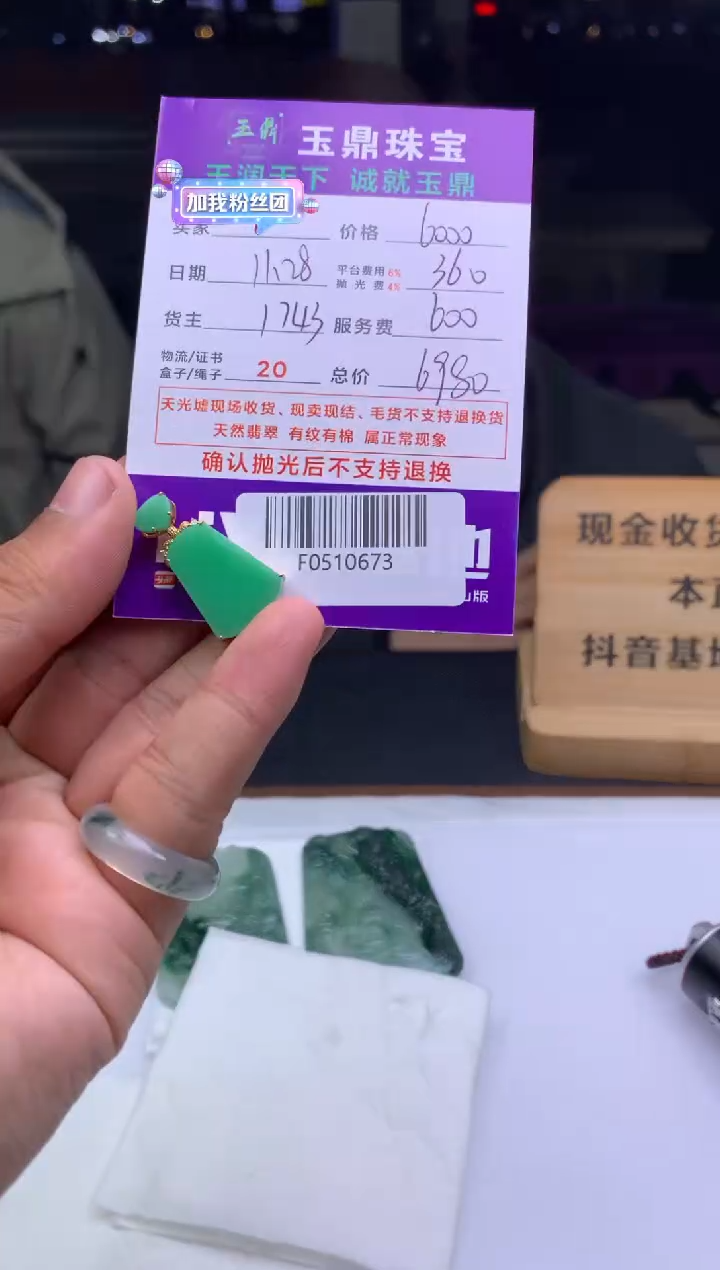 玉鼎 玉鼎珠宝
玉润天下 诚就玉鼎
加我粉丝团
买家 价格 6000
日期 11.28 平台费用6% 抛光费4% 360
货主 1743 服务费 600
物流/证书
盒子/绳子 20 总价 6980
天光墟现场收货、现卖现结、毛货不支持退换货
天然翡翠 有纹有棉 属正常现象
确认抛光后不支持退换
F0510673
山版
现金收货
本直
抖音基地